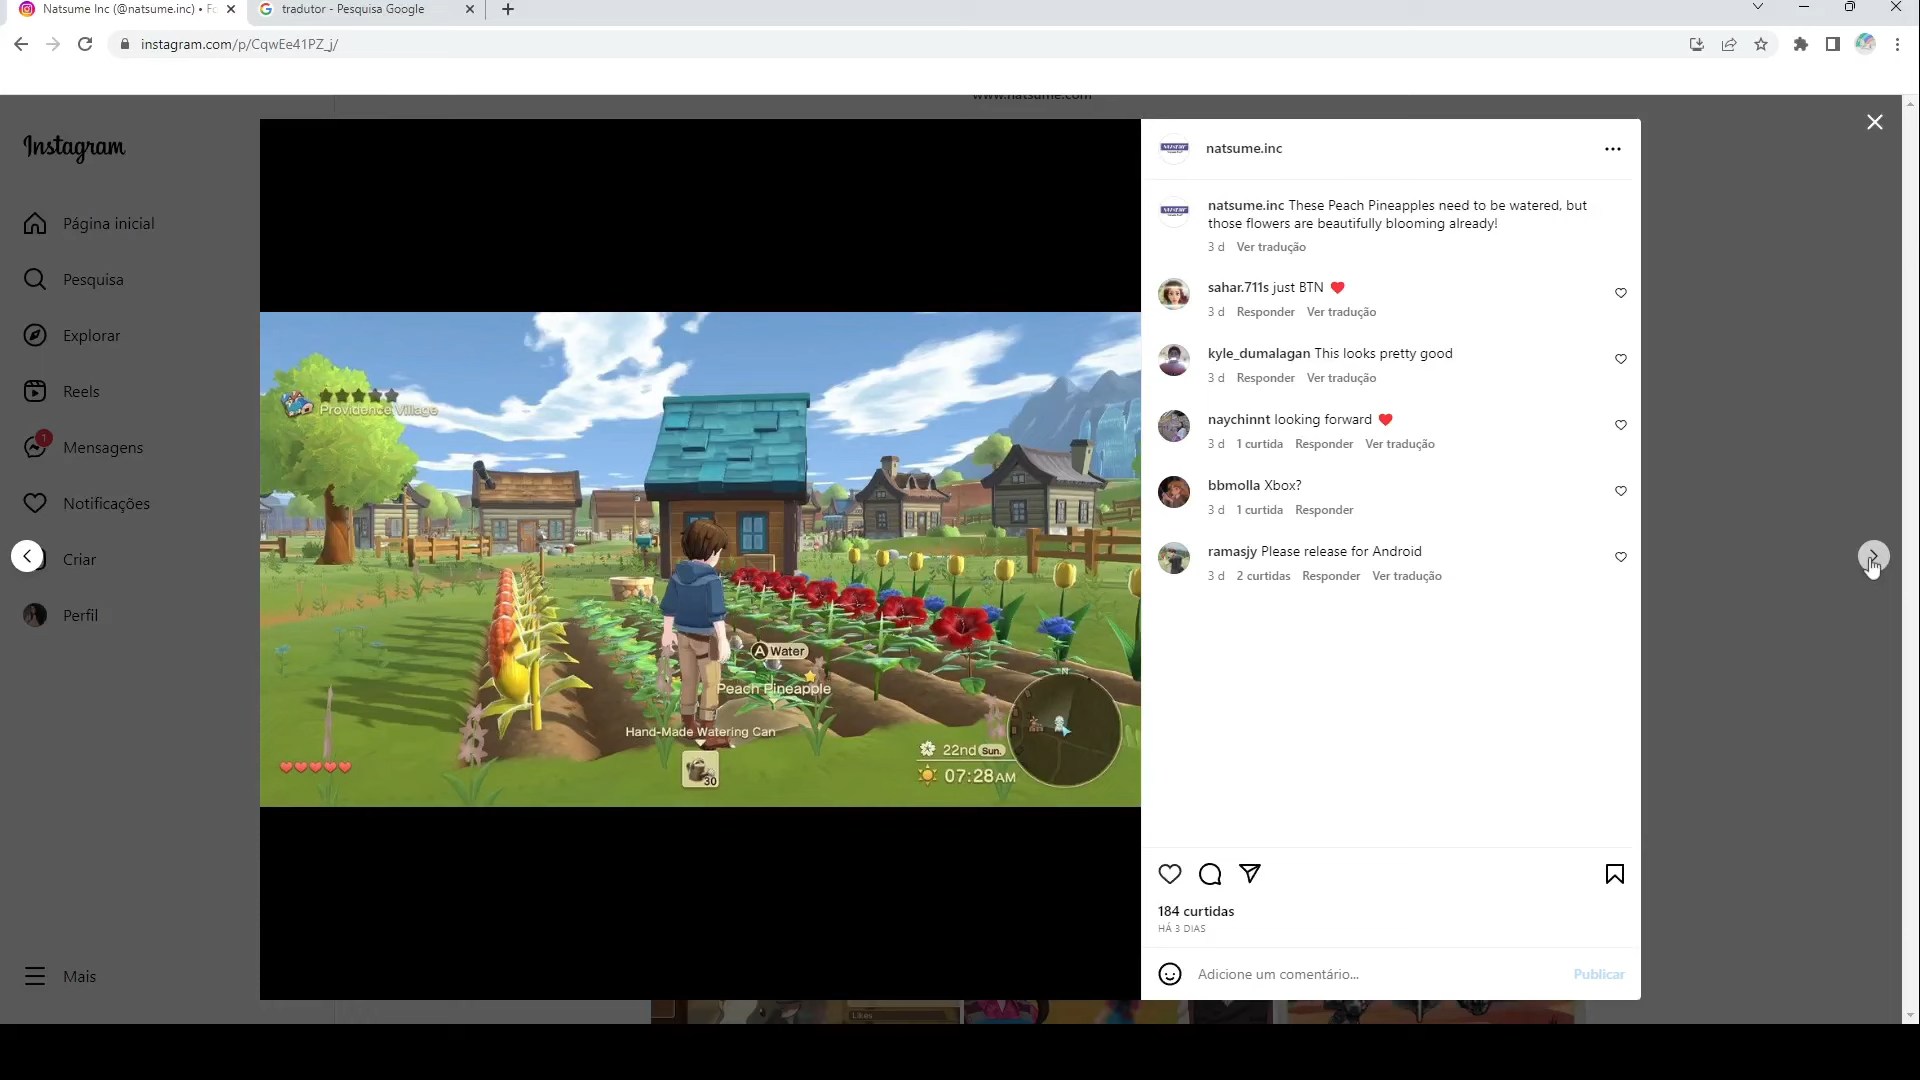 Natsume Inc (@natsume.inc) • Fo
tradutor - Pesquisa Google
instagram.com/p/CqwEe41PZ_j/
www.natsume.com
Instagram
Página inicial
Pesquisa
Explorar
Reels
1
Mensagens
Notificações
Criar
Perfil
Mais
Providence Village
A Water
Peach Pineapple
Hand-Made Watering Can
30
N
22nd Sun.
07:28AM
natsume.inc
natsume.inc These Peach Pineapples need to be watered, but
those flowers are beautifully blooming already!
3 d Ver tradução
sahar.711s just BTN ♥
3 d Responder Ver tradução
kyle_dumalagan This looks pretty good
3 d Responder Ver tradução
naychinnt looking forward ♥
3 d 1 curtida Responder Ver tradução
bbmolla Xbox?
3 d 1 curtida Responder
ramasjy Please release for Android
3 d 2 curtidas Responder Ver tradução
184 curtidas
HÁ 3 DIAS
Adicione um comentário...
Publicar
Likes